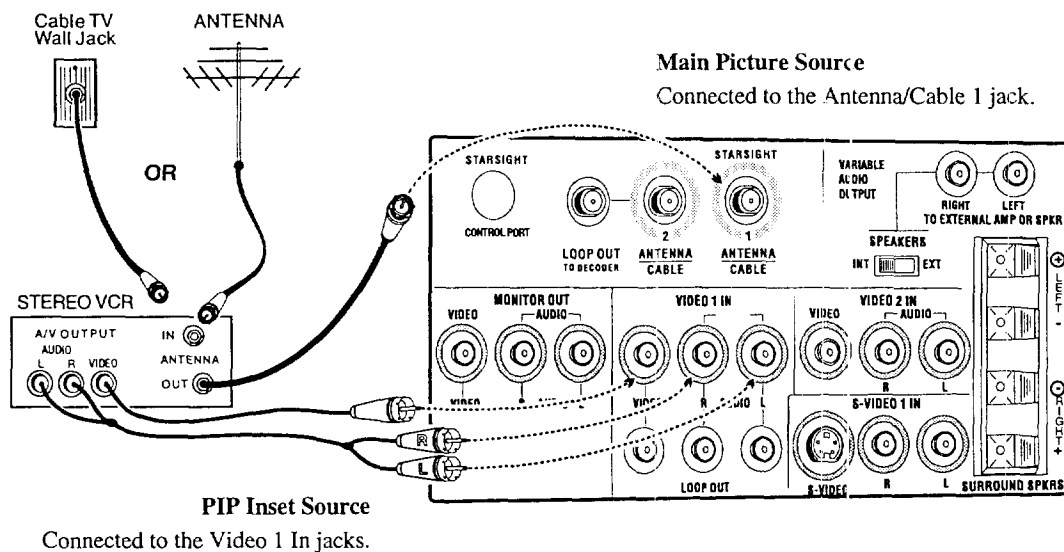 Cable TV
Wall Jack
ANTENNA
OR
Main Picture Source
Connected to the Antenna/Cable 1 jack.
STARSIGHT
CONTROL PORT
LOOP OUT
TO DECODER
2
ANTENNA
CABLE
STARSIGHT
1
ANTENNA
CABLE
VARIABLE
AUDIO
OUTPUT
RIGHT
LEFT
TO EXTERNAL AMP OR SPKR
SPEAKERS
INT
EXT
STEREO VCR
A/V OUTPUT
AUDIO
L
R
VIDEO
IN
ANTENNA
OUT
MONITOR OUT
VIDEO
AUDIO
VIDEO
R
L
VIDEO 1 IN
VIDEO
R
AUDIO
L
LOOP OUT
VIDEO 2 IN
VIDEO
AUDIO
R
L
S-VIDEO 1 IN
S-VIDEO
R
L
+
LEFT
-
-
RIGHT
+
SURROUND SPKRS
R
L
PIP Inset Source
Connected to the Video 1 In jacks.